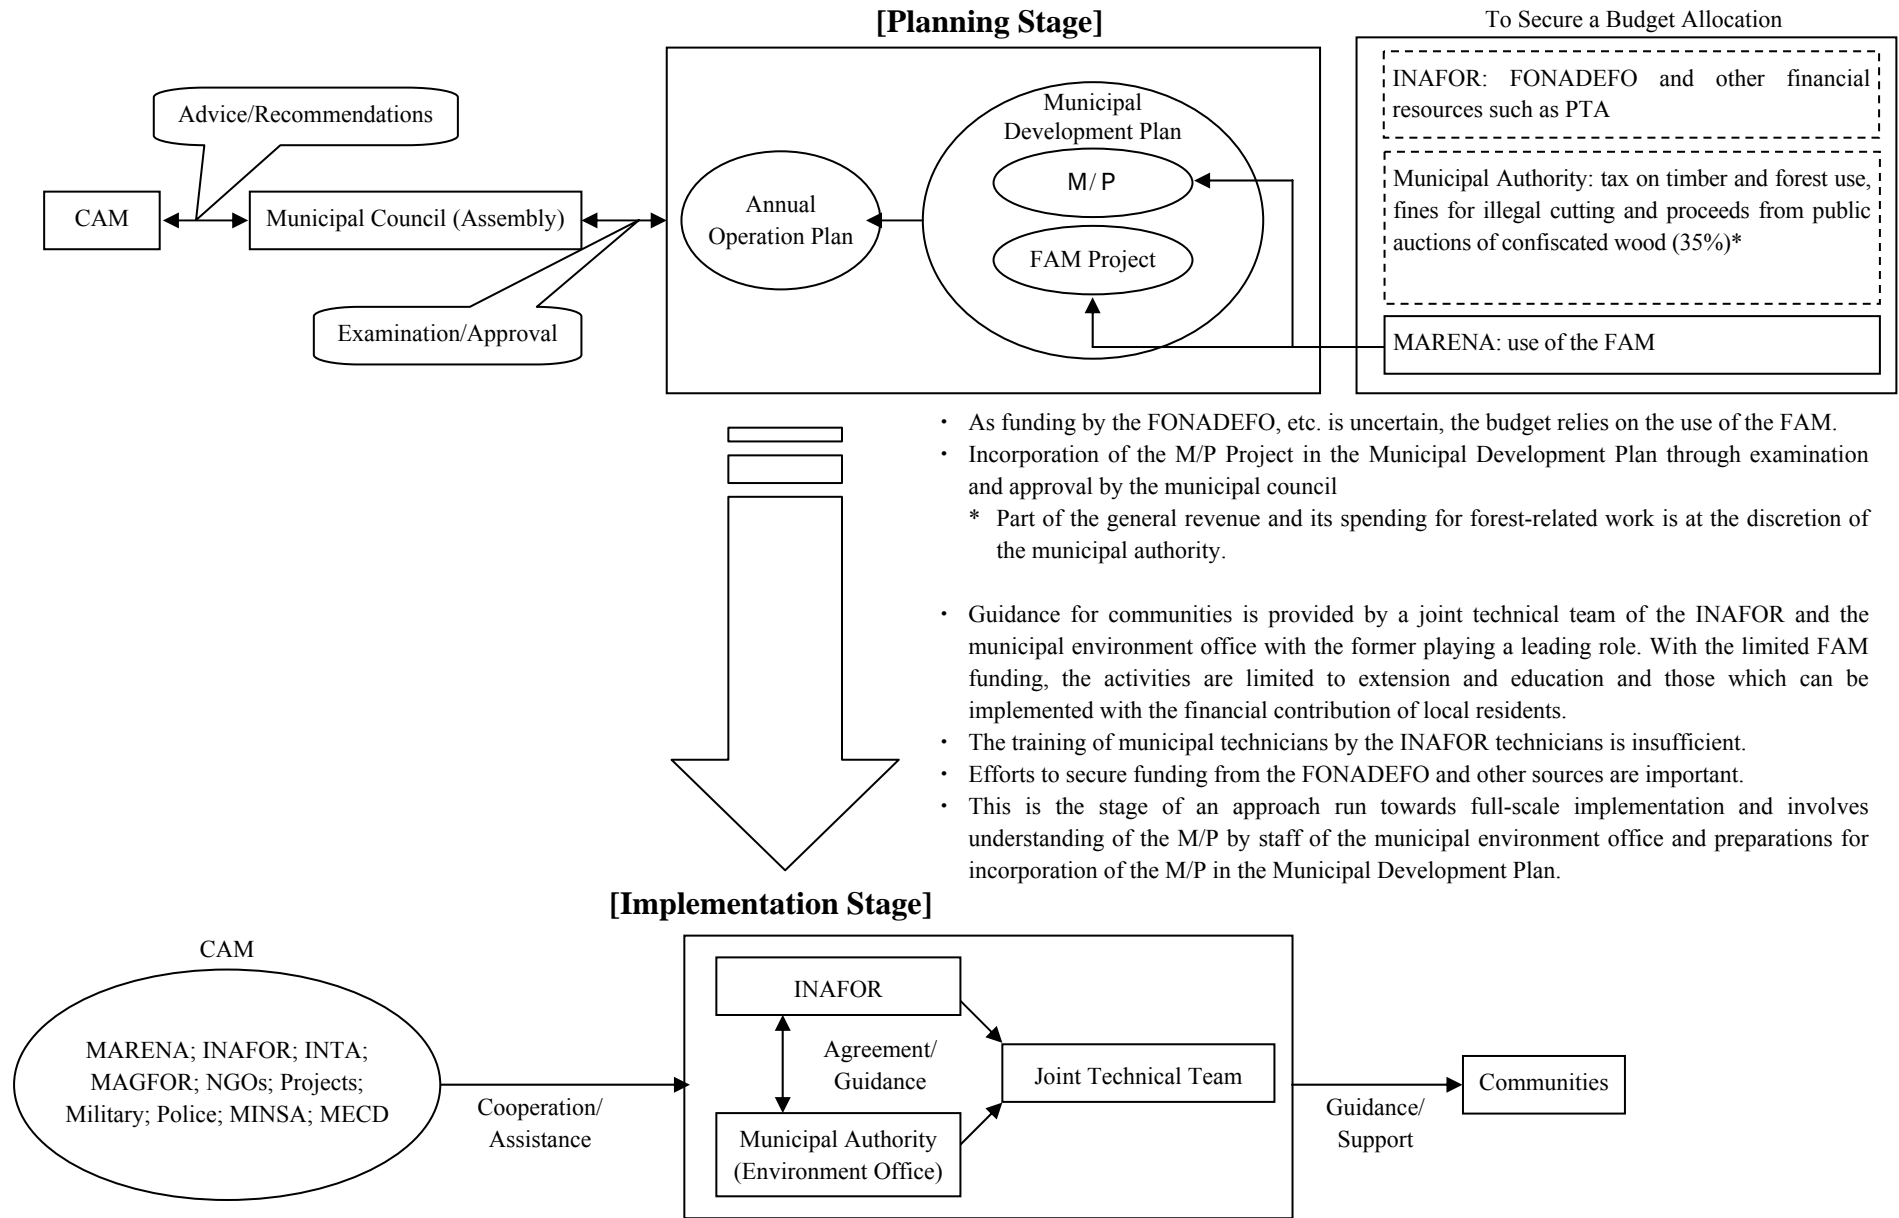 [Planning Stage]
To Secure a Budget Allocation
INAFOR: FONADEFO and other financial
resources such as PTA
Municipal Authority: tax on timber and forest use,
fines for illegal cutting and proceeds from public
auctions of confiscated wood (35%)*
MARENA: use of the FAM
Advice/Recommendations
CAM
Municipal Council (Assembly)
Examination/Approval
Annual
Operation Plan
Municipal
Development Plan
M/P
FAM Project
・ As funding by the FONADEFO, etc. is uncertain, the budget relies on the use of the FAM.
・ Incorporation of the M/P Project in the Municipal Development Plan through examination
and approval by the municipal council
* Part of the general revenue and its spending for forest-related work is at the discretion of
the municipal authority.
・ Guidance for communities is provided by a joint technical team of the INAFOR and the
municipal environment office with the former playing a leading role. With the limited FAM
funding, the activities are limited to extension and education and those which can be
implemented with the financial contribution of local residents.
・ The training of municipal technicians by the INAFOR technicians is insufficient.
・ Efforts to secure funding from the FONADEFO and other sources are important.
・ This is the stage of an approach run towards full-scale implementation and involves
understanding of the M/P by staff of the municipal environment office and preparations for
incorporation of the M/P in the Municipal Development Plan.
[Implementation Stage]
CAM
MARENA; INAFOR; INTA;
MAGFOR; NGOs; Projects;
Military; Police; MINSA; MECD
Cooperation/
Assistance
INAFOR
Agreement/
Guidance
Municipal Authority
(Environment Office)
Joint Technical Team
Guidance/
Support
Communities